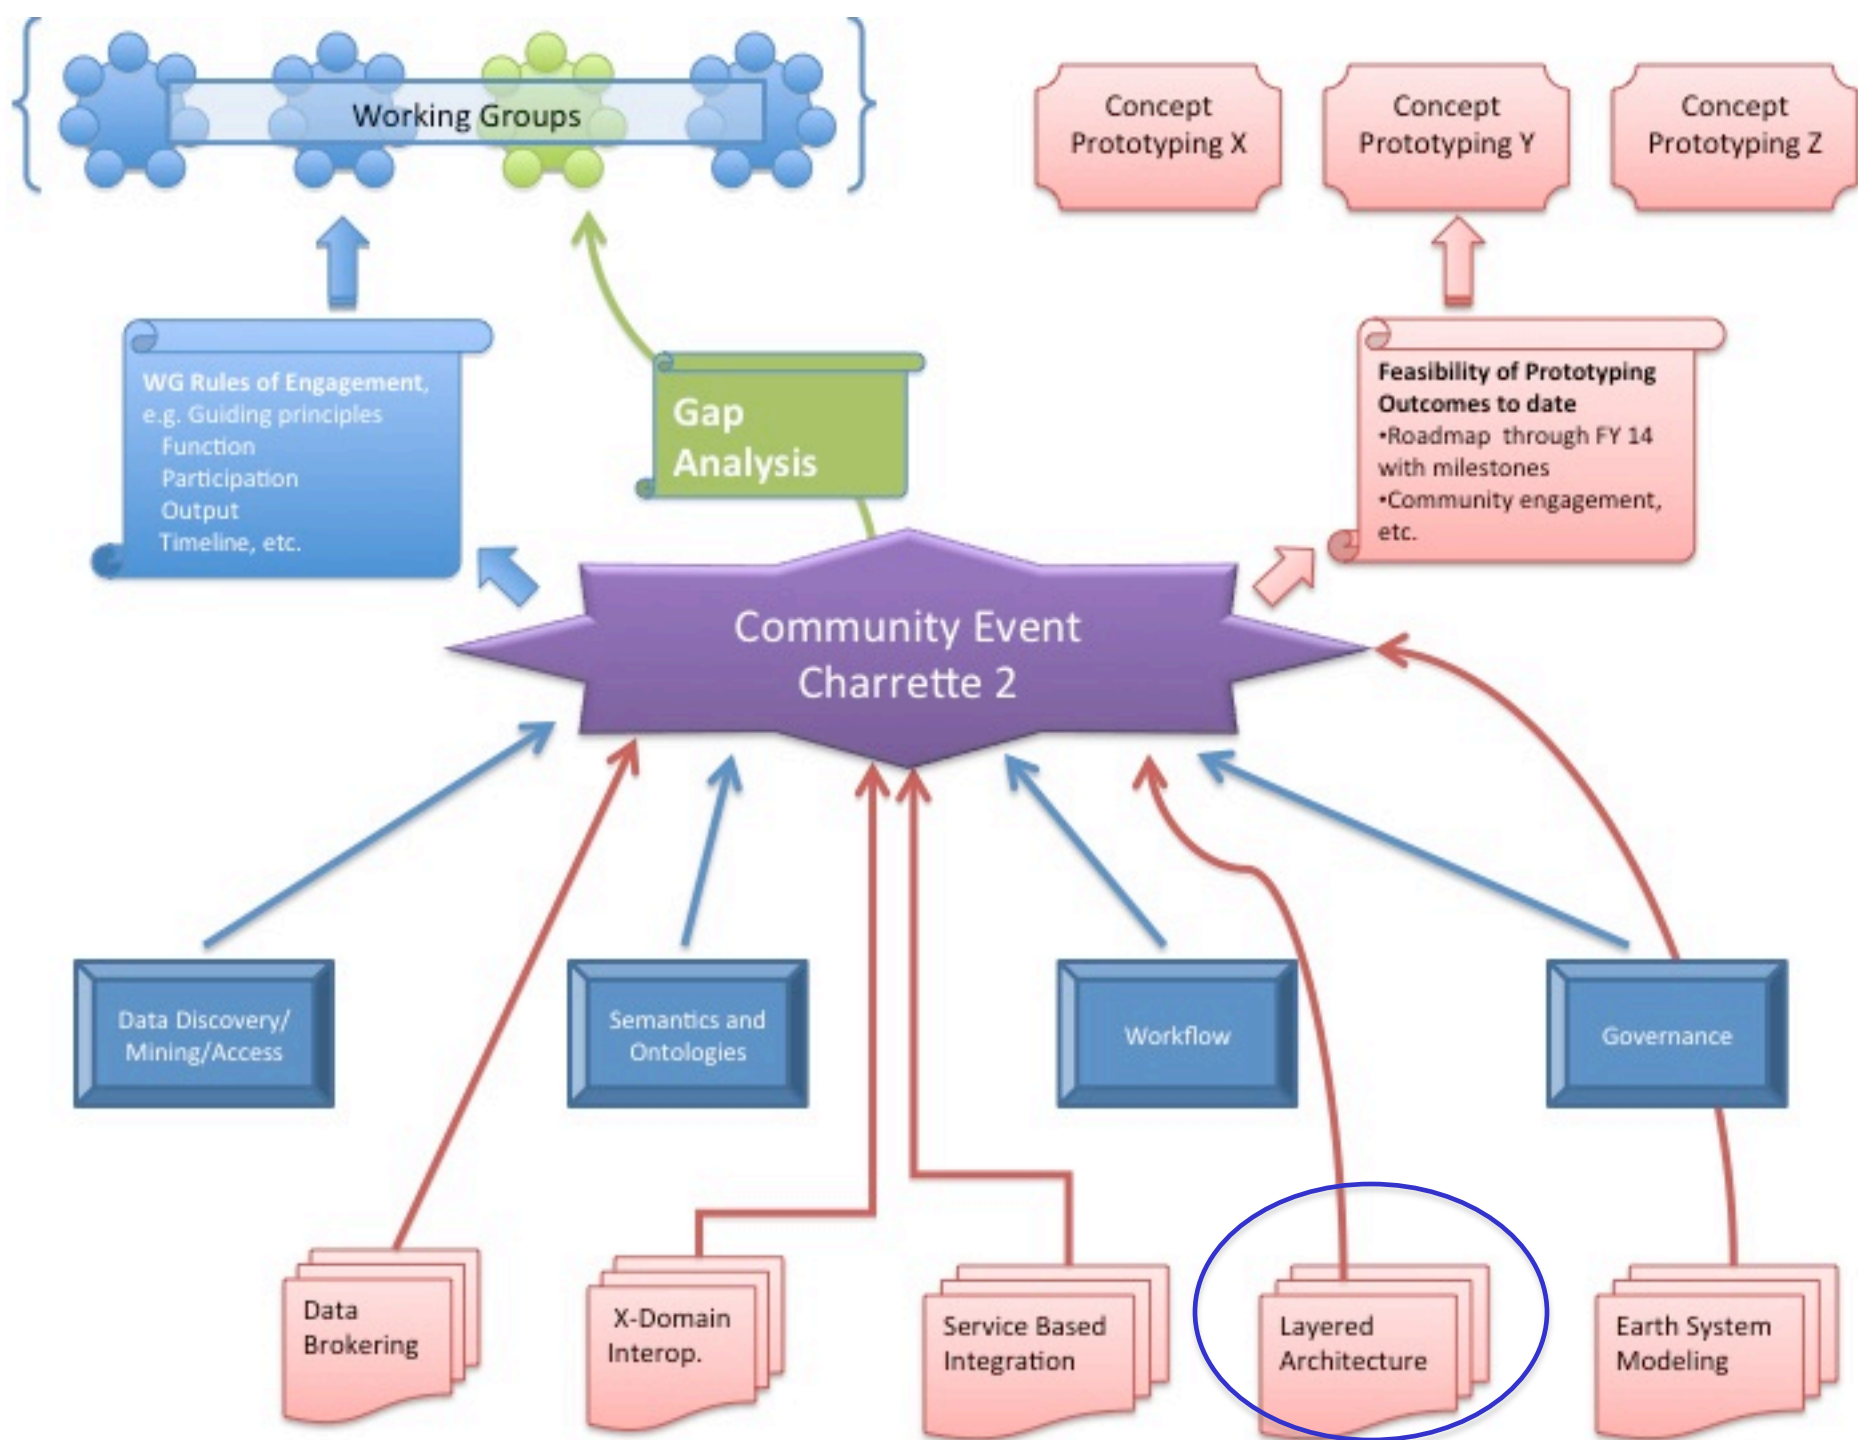 Working Groups
Concept
Prototyping X
Concept
Prototyping Y
Concept
Prototyping Z
WG Rules of Engagement,
e.g. Guiding principles
Function
Participation
Output
Timeline, etc.
Gap
Analysis
Feasibility of Prototyping
Outcomes to date
•Roadmap through FY 14
with milestones
•Community engagement,
etc.
Community Event
Charrette 2
Data Discovery/
Mining/Access
Semantics and
Ontologies
Workflow
Governance
Data
Brokering
X-Domain
Interop.
Service Based
Integration
Layered
Architecture
Earth System
Modeling